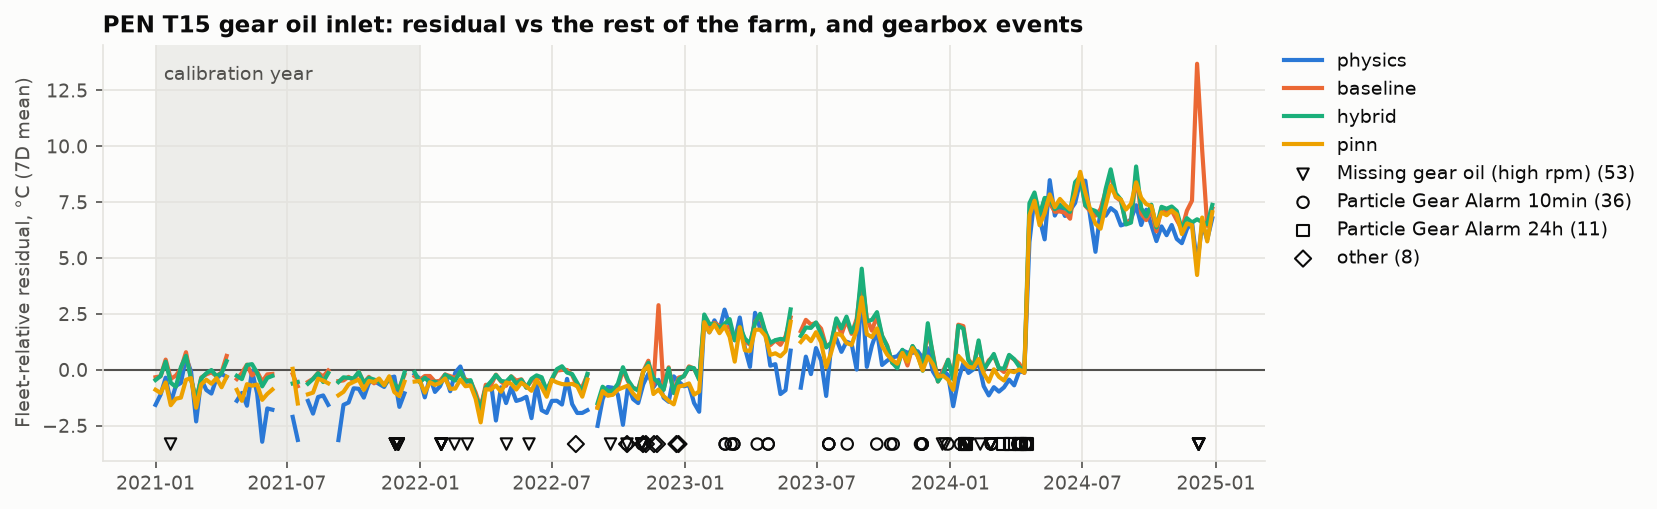 PEN T15 gear oil inlet: residual vs the rest of the farm, and gearbox events
Fleet-relative residual, °C (7D mean)
12.5
10.0
7.5
5.0
2.5
0.0
−2.5
calibration year
2021-01
2021-07
2022-01
2022-07
2023-01
2023-07
2024-01
2024-07
2025-01
physics
baseline
hybrid
pinn
Missing gear oil (high rpm) (53)
Particle Gear Alarm 10min (36)
Particle Gear Alarm 24h (11)
other (8)